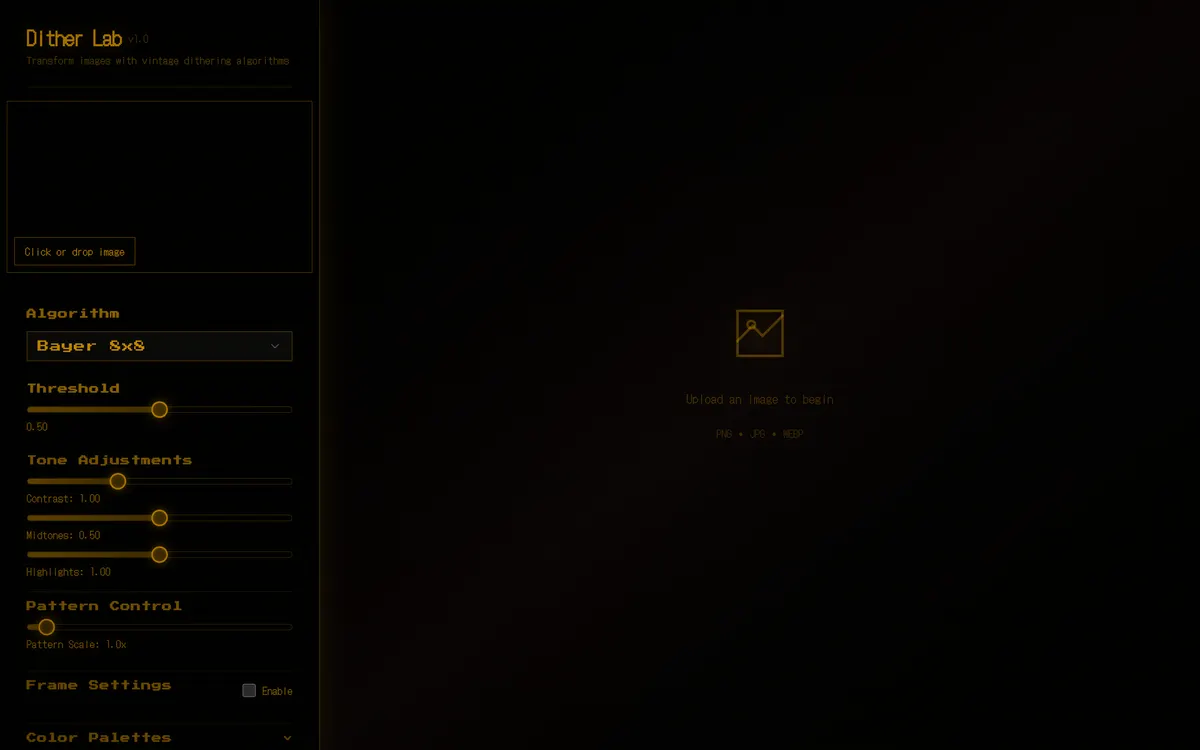 Dither Lab v1.0
Transform images with vintage dithering algorithms
Click or drop image
Algorithm
Bayer 8x8
Threshold
0.50
Tone Adjustments
Contrast: 1.00
Midtones: 0.50
Highlights: 1.00
Pattern Control
Pattern Scale: 1.0x
Frame Settings
Enable
Color Palettes
Upload an image to begin
PNG • JPG • WEBP